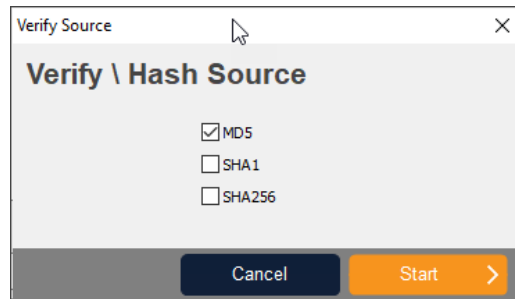 Verify Source
Verify \ Hash Source
MD5
SHA1
SHA256
Cancel
Start